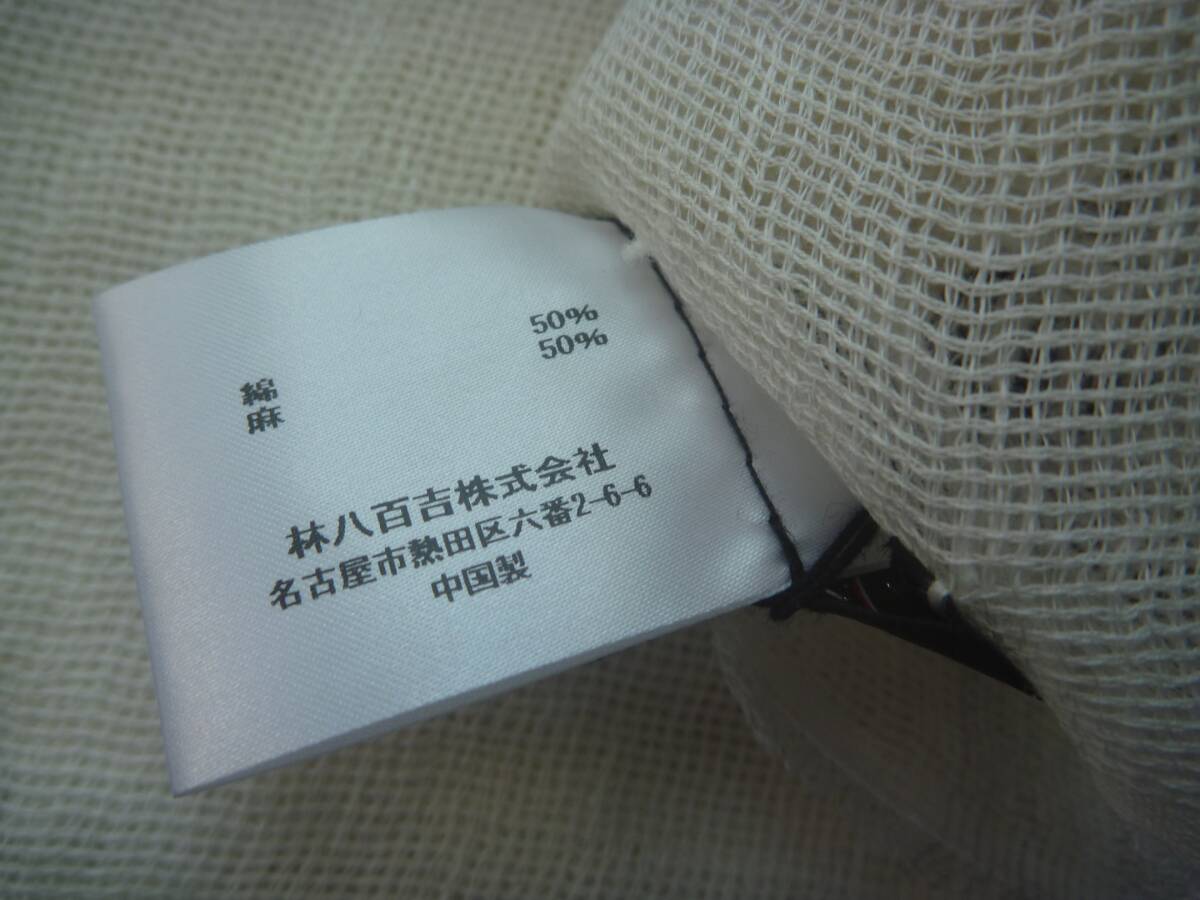 綿 50%
麻 50%
林八百吉株式会社
名古屋市熱田区六番2-6-6
中国製